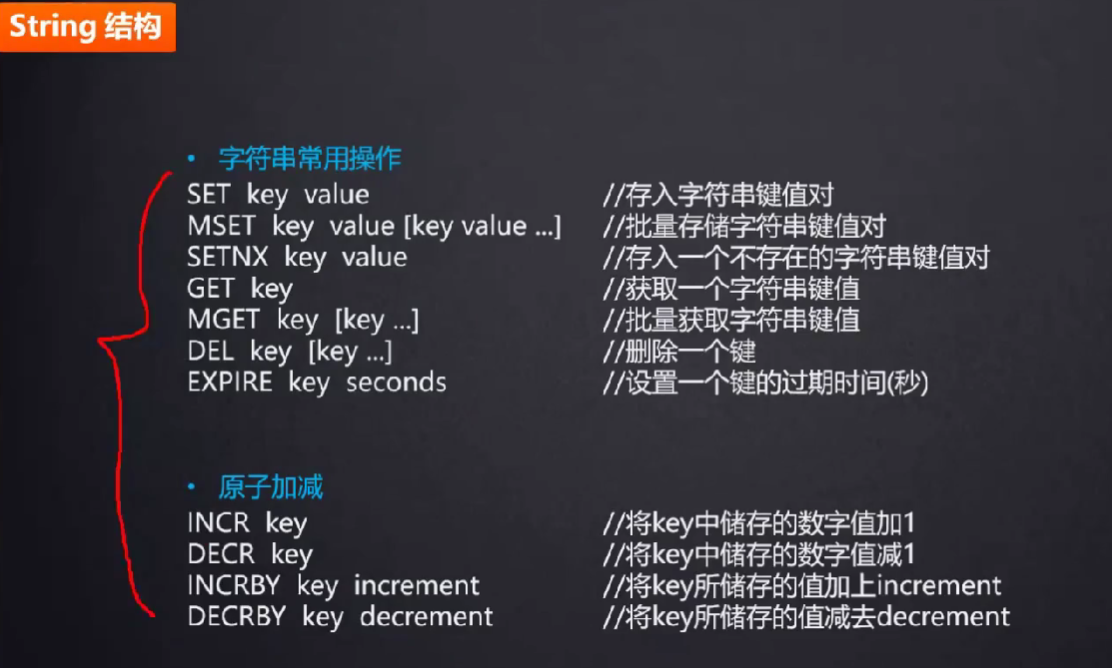 String 结构
• 字符串常用操作
SET key value //存入字符串键值对
MSET key value [key value ...] //批量存储字符串键值对
SETNX key value //存入一个不存在的字符串键值对
GET key //获取一个字符串键值
MGET key [key ...] //批量获取字符串键值
DEL key [key ...] //删除一个键
EXPIRE key seconds //设置一个键的过期时间(秒)
• 原子加减
INCR key //将key中储存的数字值加1
DECR key //将key中储存的数字值减1
INCRBY key increment //将key所储存的值加上increment
DECRBY key decrement //将key所储存的值减去decrement